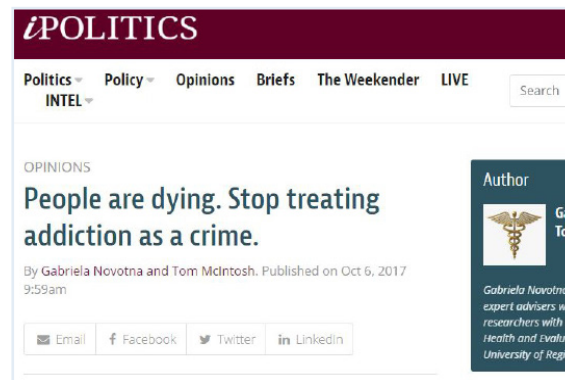 iPOLITICS
Politics Policy Opinions Briefs The Weekender LIVE
INTEL
Search
OPINIONS
People are dying. Stop treating
addiction as a crime.
By Gabriela Novotna and Tom McIntosh. Published on Oct 6, 2017
9:59am
Email Facebook Twitter LinkedIn
Author
Gabriela Novotna
expert advisers w
researchers with
Health and Evalu
University of Regi